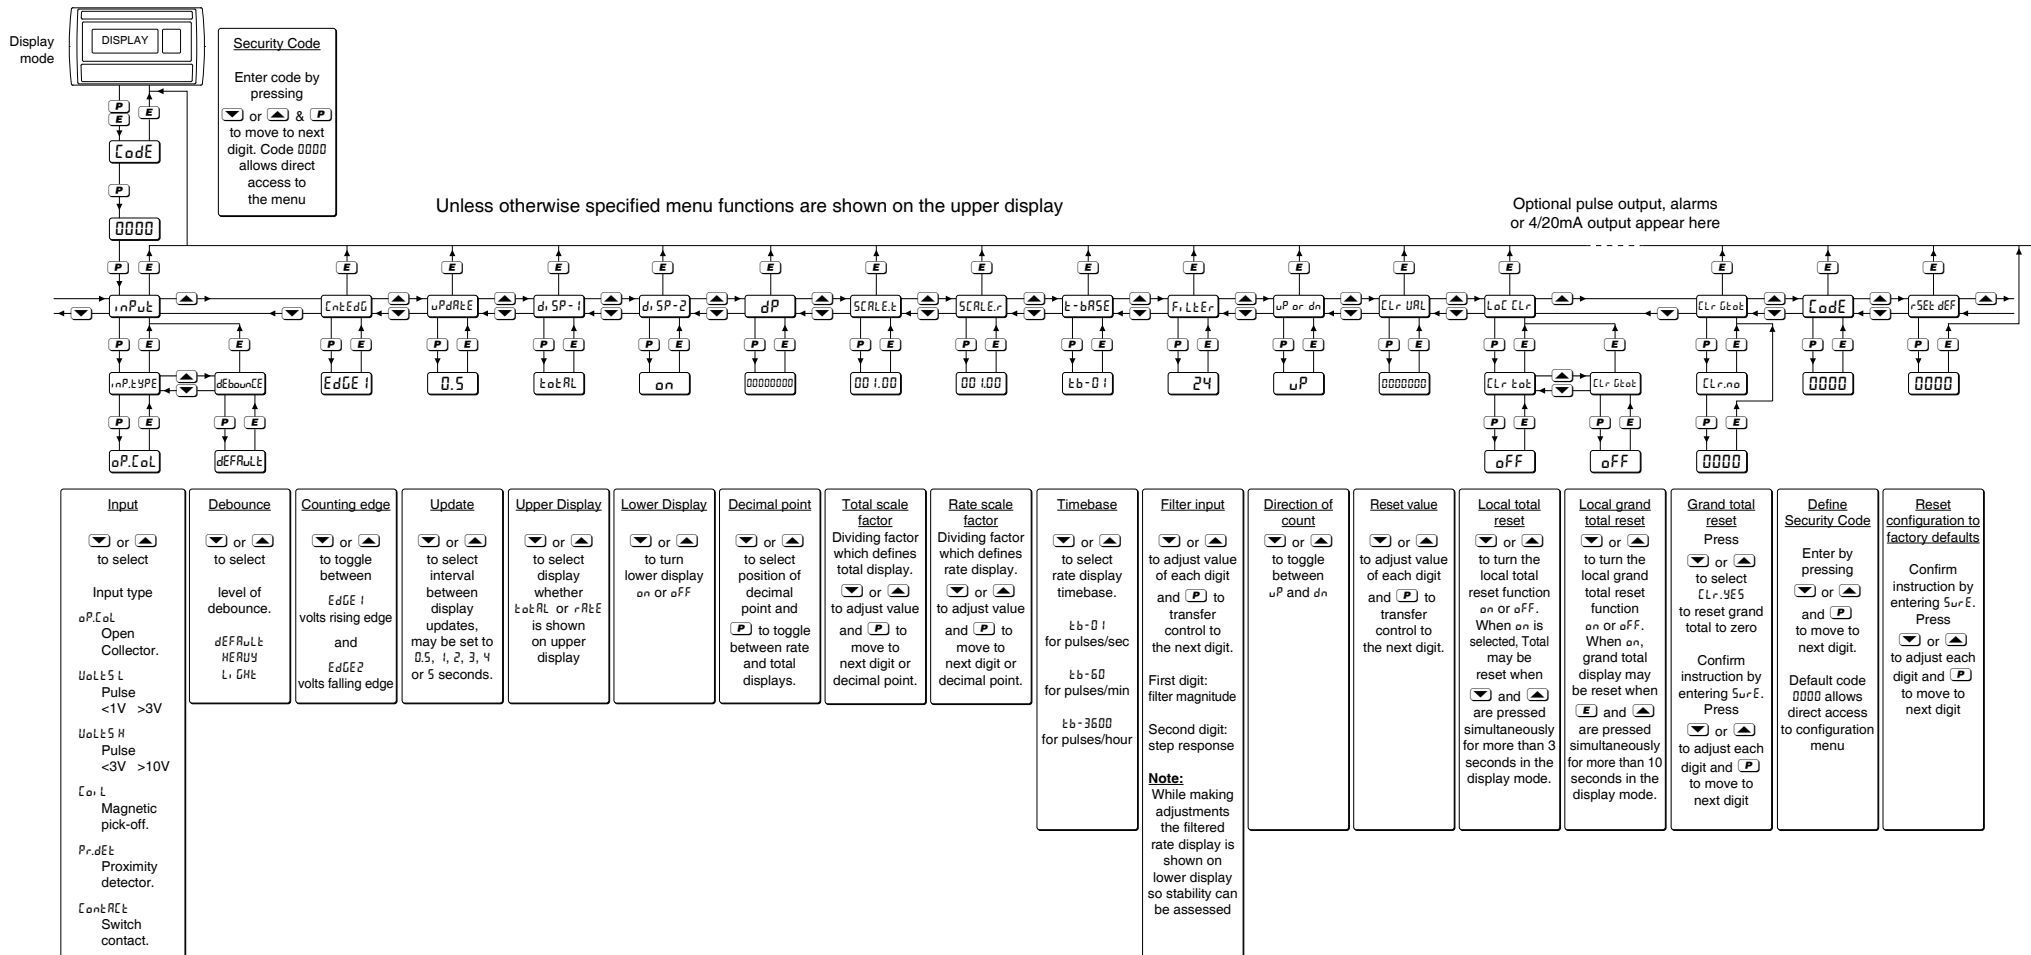 Display
mode
DISPLAY
Security Code
Enter code by
pressing
▼ or ▲ & P
to move to next
digit. Code 0000
allows direct
access to
the menu
P
E
E
CodE
P
0000
Unless otherwise specified menu functions are shown on the upper display
Optional pulse output, alarms
or 4/20mA output appear here
P E E E E E E E E E E E E E E E E
inPut CntEdG uPdAtE diSP-1 diSP-2 dP SCALE.t SCALE.r t-bASE FiLtEr uP or dn CLr VAL LoC CLr CLr Gtot CodE rSEt dEF
P E E P E P E P E P E P E P E P E P E P E P E P E P E E P E P E P E
inP.tYPE dEbounCE EdGE 1 0.5 totAL on 00000000 001.00 001.00 tb-01 24 uP 0000000 CLr tot CLr Gtot CLr.no 0000 0000
P E P E P E P E P E
oP.CoL dEFAuLt oFF oFF 0000
Input
▼ or ▲
to select
Input type
oP.CoL
Open
Collector.
VoLtS L
Pulse
<1V >3V
VoLtS H
Pulse
<3V >10V
CoiL
Magnetic
pick-off.
Pr.dEt
Proximity
detector.
ContACt
Switch
contact.
Debounce
▼ or ▲
to select
level of
debounce.
dEFAuLt
HEAVY
LiGHt
Counting edge
▼ or ▲
to toggle
between
EdGE 1
volts rising edge
and
EdGE2
volts falling edge
Update
▼ or ▲
to select
interval
between
display
updates,
may be set to
0.5, 1, 2, 3, 4
or 5 seconds.
Upper Display
▼ or ▲
to select
display
whether
totAL or rAtE
is shown
on upper
display
Lower Display
▼ or ▲
to turn
lower display
on or oFF
Decimal point
▼ or ▲
to select
position of
decimal
point and
P to toggle
between rate
and total
displays.
Total scale
factor
Dividing factor
which defines
total display.
▼ or ▲
to adjust value
and P to
move to
next digit or
decimal point.
Rate scale
factor
Dividing factor
which defines
rate display.
▼ or ▲
to adjust value
and P to
move to
next digit or
decimal point.
Timebase
▼ or ▲
to select
rate display
timebase.
tb-01
for pulses/sec
tb-60
for pulses/min
tb-3600
for pulses/hour
Filter input
▼ or ▲
to adjust value
of each digit
and P to
transfer
control to
the next digit.
First digit:
filter magnitude
Second digit:
step response
Note:
While making
adjustments
the filtered
rate display is
shown on
lower display
so stability can
be assessed
Direction of
count
▼ or ▲
to toggle
between
uP and dn
Reset value
▼ or ▲
to adjust value
of each digit
and P to
transfer
control to
the next digit.
Local total
reset
▼ or ▲
to turn the
local total
reset function
on or oFF.
When on is
selected, Total
may be
reset when
▼ and ▲
are pressed
simultaneously
for more than 3
seconds in the
display mode.
Local grand
total reset
▼ or ▲
to turn the
local grand
total reset
function
on or oFF.
When on,
grand total
display may
be reset when
E and ▲
are pressed
simultaneously
for more than 10
seconds in the
display mode.
Grand total
reset
Press
▼ or ▲
to select
CLr.YES
to reset grand
total to zero
Confirm
instruction by
entering SurE.
Press
▼ or ▲
to adjust each
digit and P
to move to
next digit
Define
Security Code
Enter by
pressing
▼ or ▲
and P
to move to
next digit.
Default code
0000 allows
direct access
to configuration
menu
Reset
configuration to
factory defaults
Confirm
instruction by
entering SurE.
Press
▼ or ▲
to adjust each
digit and P
to move to
next digit